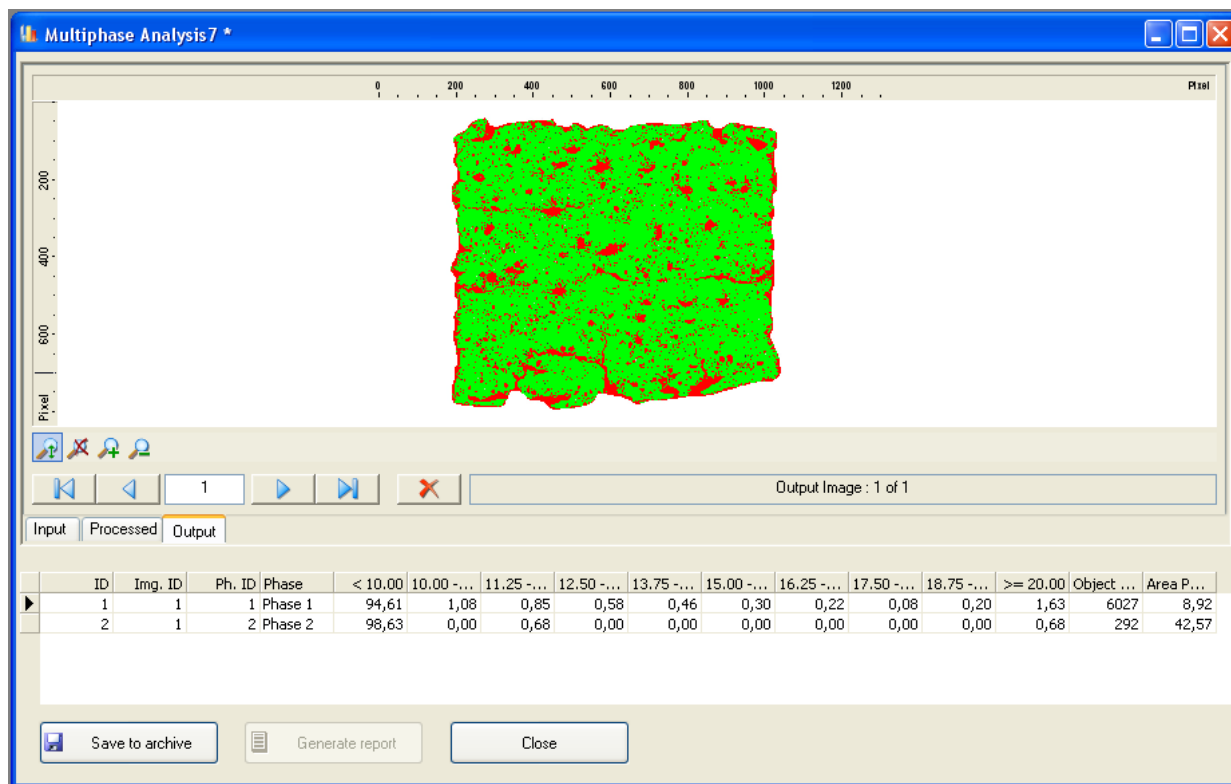 Multiphase Analysis7 *
0 200 400 600 800 1000 1200 Pixel
200
400
600
Pixel
1
Output Image : 1 of 1
Input Processed Output
ID Img. ID Ph. ID Phase < 10.00 10.00 -... 11.25 -... 12.50 -... 13.75 -... 15.00 -... 16.25 -... 17.50 -... 18.75 -... >= 20.00 Object ... Area P...
1 1 1 Phase 1 94,61 1,08 0,85 0,58 0,46 0,30 0,22 0,08 0,20 1,63 6027 8,92
2 1 2 Phase 2 98,63 0,00 0,68 0,00 0,00 0,00 0,00 0,00 0,00 0,68 292 42,57
Save to archive Generate report Close